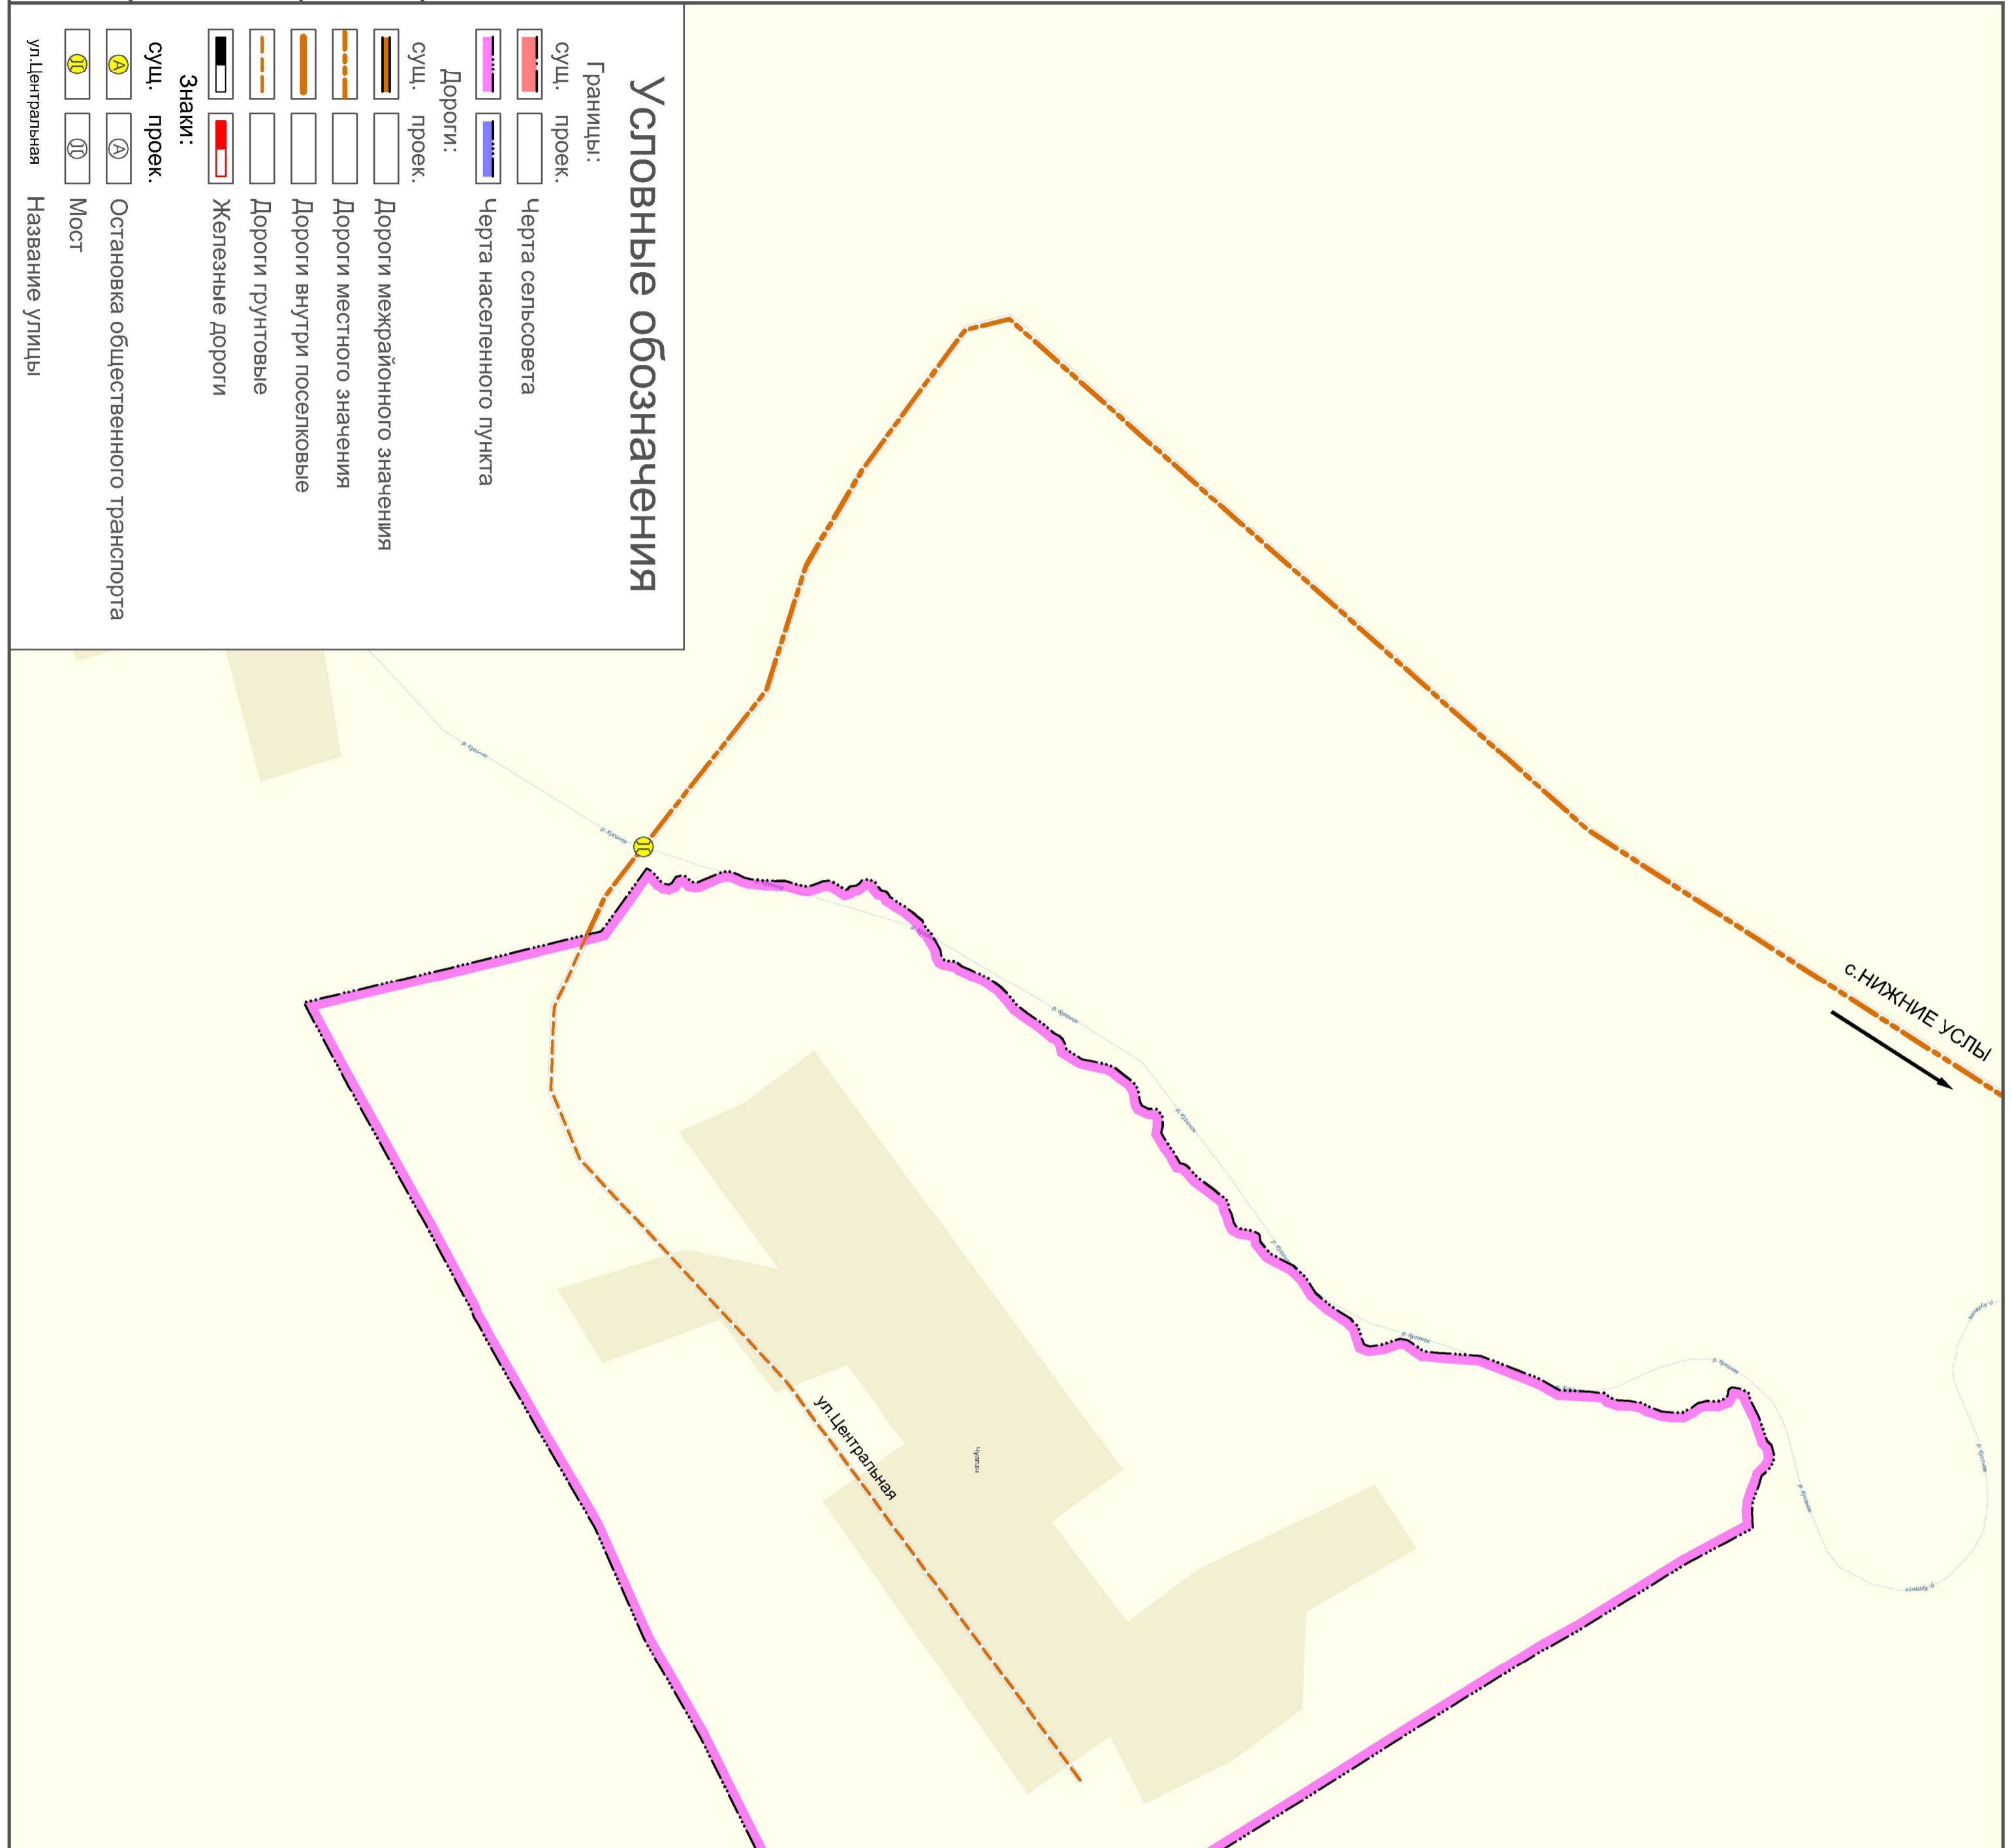 Условные обозначения
Границы:
сущ. проек.
Черта сельсовета
Черта населенного пункта
Дороги:
сущ. проек.
Дороги межрайонного значения
Дороги местного значения
Дороги внутри поселковые
Дороги грунтовые
Железные дороги
Знаки:
сущ. проек.
А А Остановка общественного транспорта
Мост
ул.Центральная Название улицы
с.НИЖНИЕ УСЛЫ
ул.Центральная
Чулпан